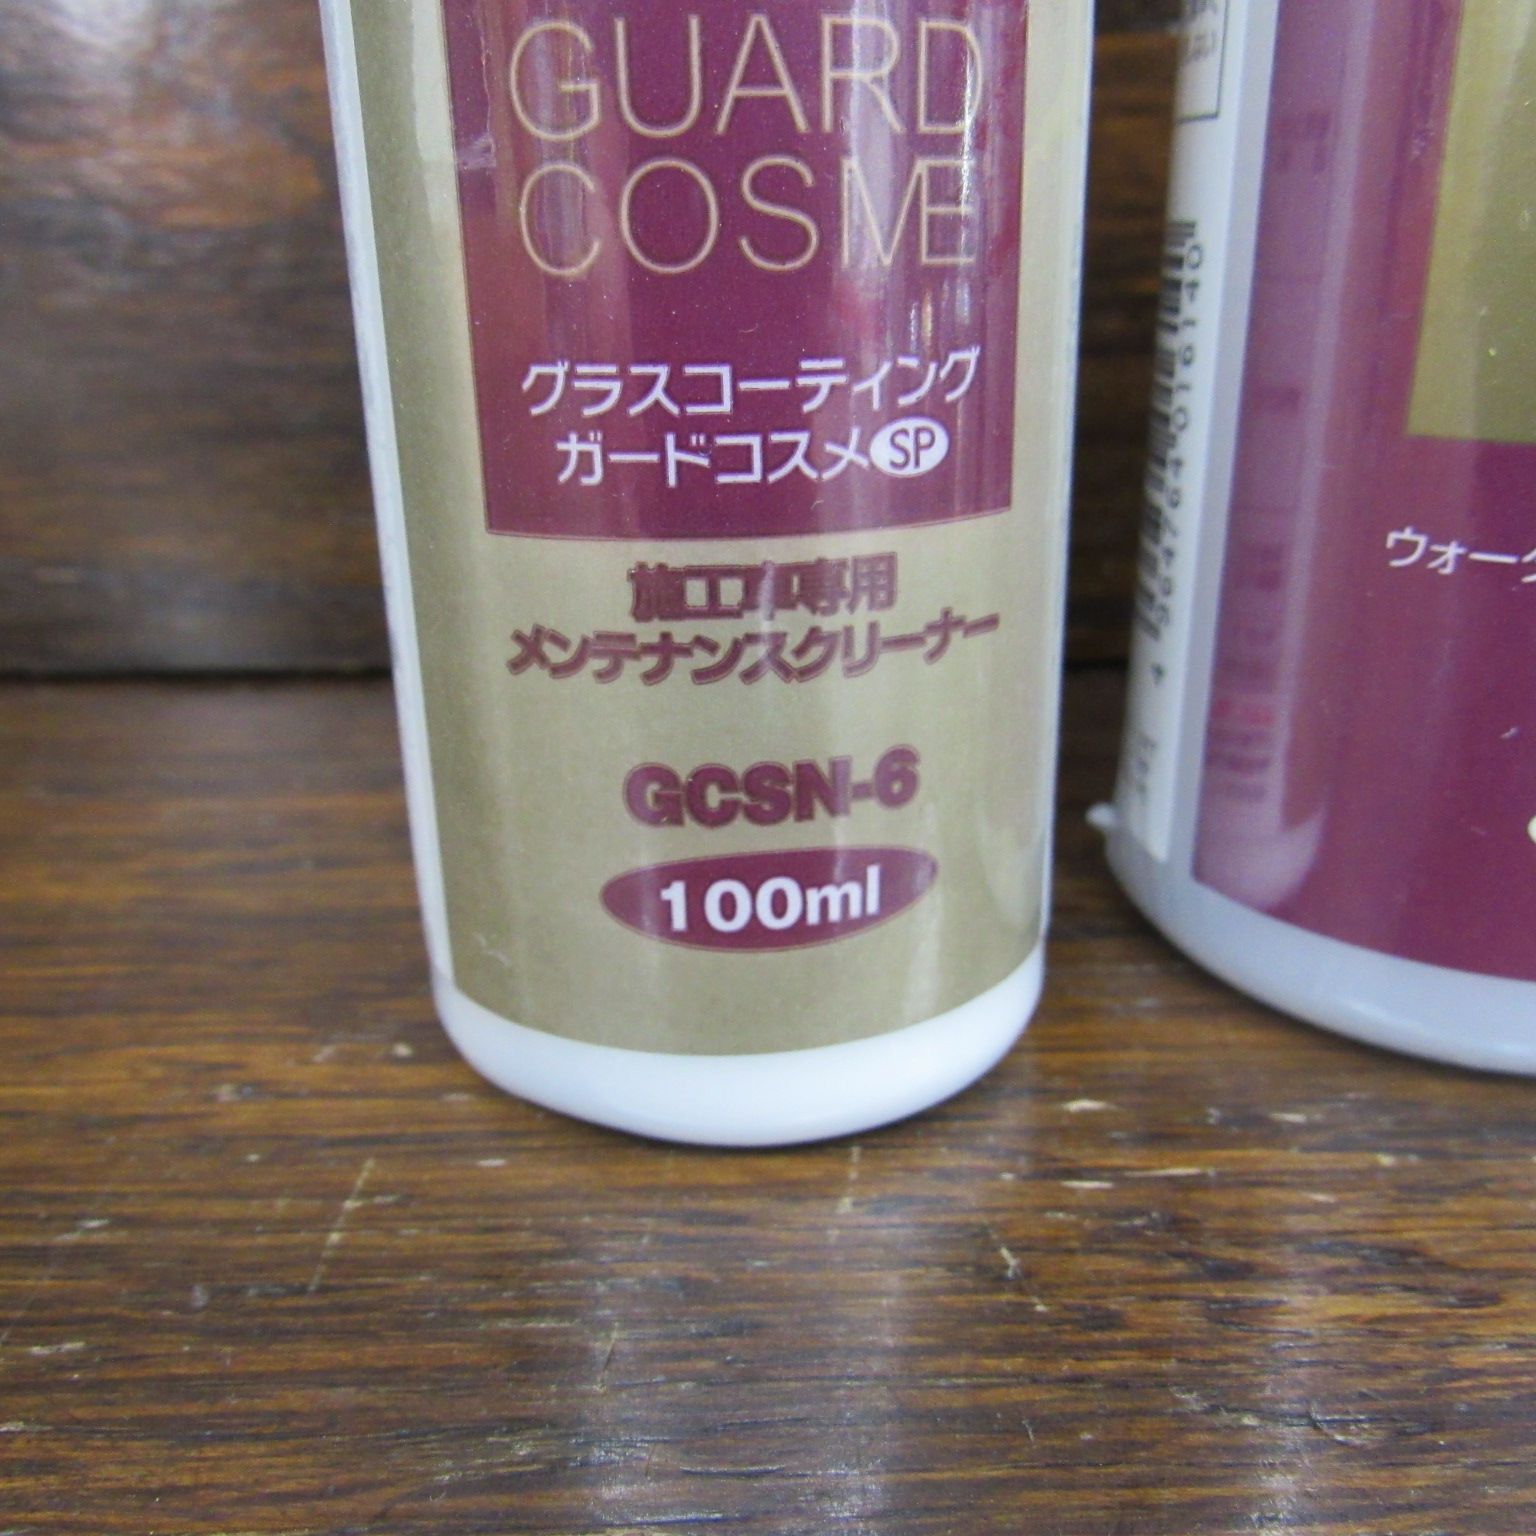 GUARD
COSME
グラスコーティング
ガードコスメSP
施工車専用
メンテナンスクリーナー
GCSN-6
100ml
ウォーク